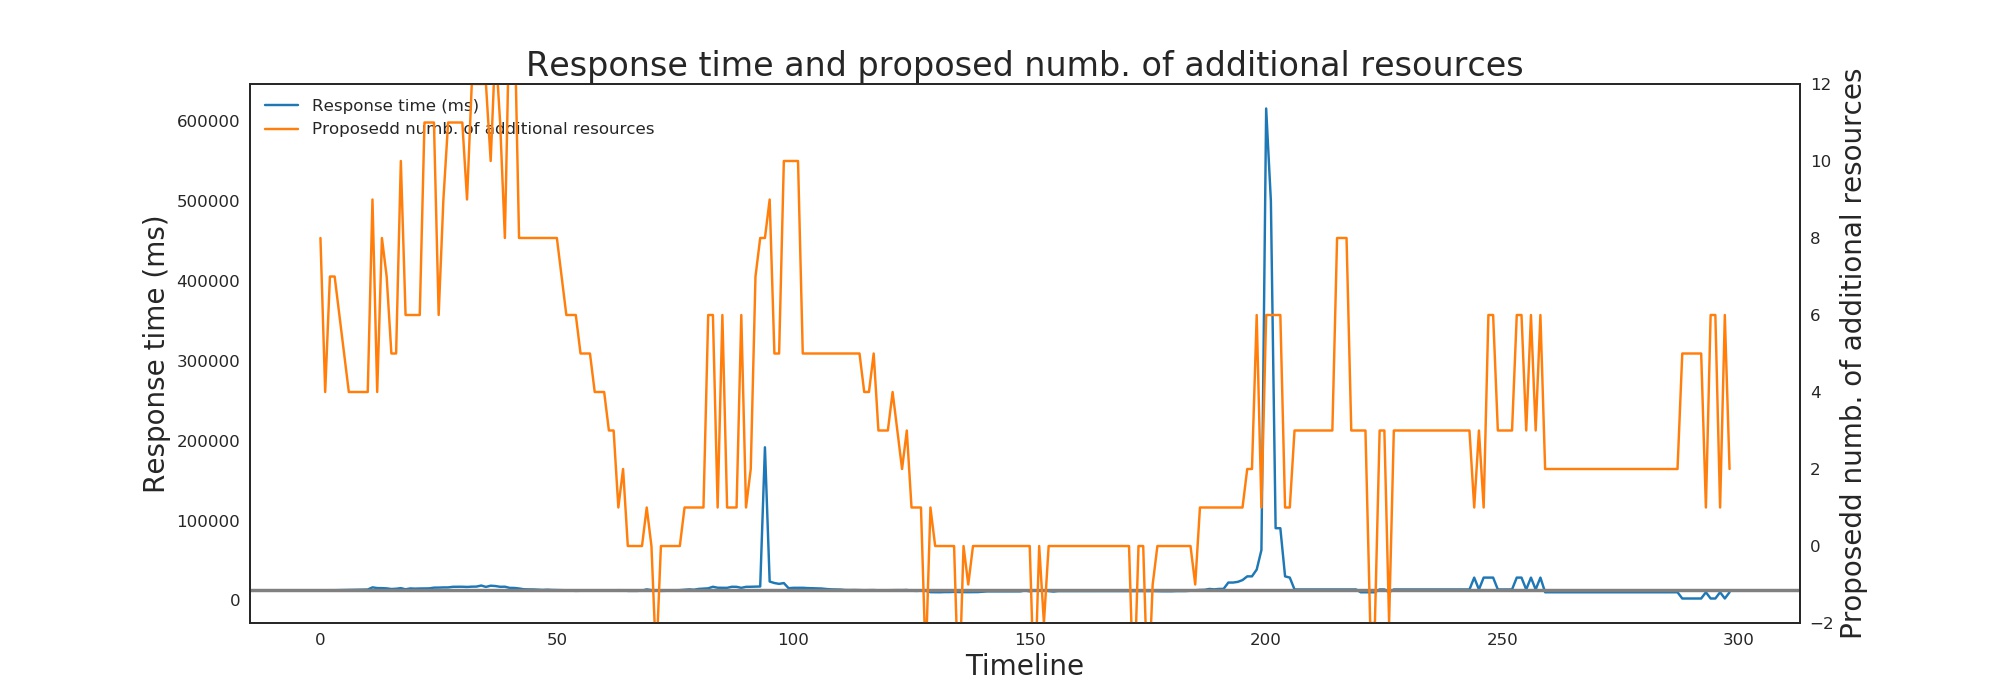 Response time and proposed numb. of additional resources
Response time (ms)
Proposedd numb. of additional resources
Response time (ms)
600000
500000
400000
300000
200000
100000
0
12
10
8
6
4
2
0
−2
Proposedd numb. of additional resources
0 50 100 150 200 250 300
Timeline